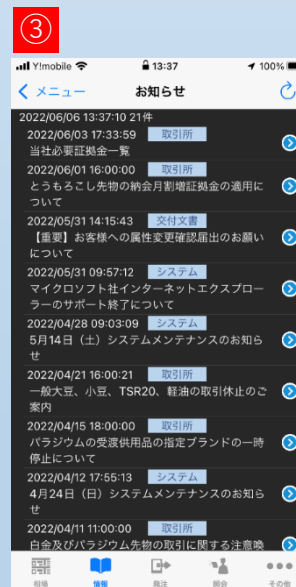 ③
Y!mobile 13:37 100%
メニュー お知らせ
2022/06/06 13:37:10 21件
2022/06/03 17:33:59 取引所
当社必要証拠金一覧
2022/06/01 16:00:00 取引所
とうもろこし先物の納会月割増証拠金の適用に
ついて
2022/05/31 14:15:43 交付文書
【重要】お客様への属性変更確認届出のお願い
について
2022/05/31 09:57:12 システム
マイクロソフト社インターネットエクスプロー
ラーのサポート終了について
2022/04/28 09:03:09 システム
5月14日（土）システムメンテナンスのお知ら
せ
2022/04/21 16:00:21 取引所
一般大豆、小豆、TSR20、軽油の取引休止のご
案内
2022/04/15 18:00:00 取引所
パラジウムの受渡供用品の指定ブランドの一時
停止について
2022/04/12 17:55:13 システム
4月24日（日）システムメンテナンスのお知ら
せ
2022/04/11 11:00:00 取引所
白金及びパラジウム先物の取引に関する注意喚
相場 情報 発注 照会 その他